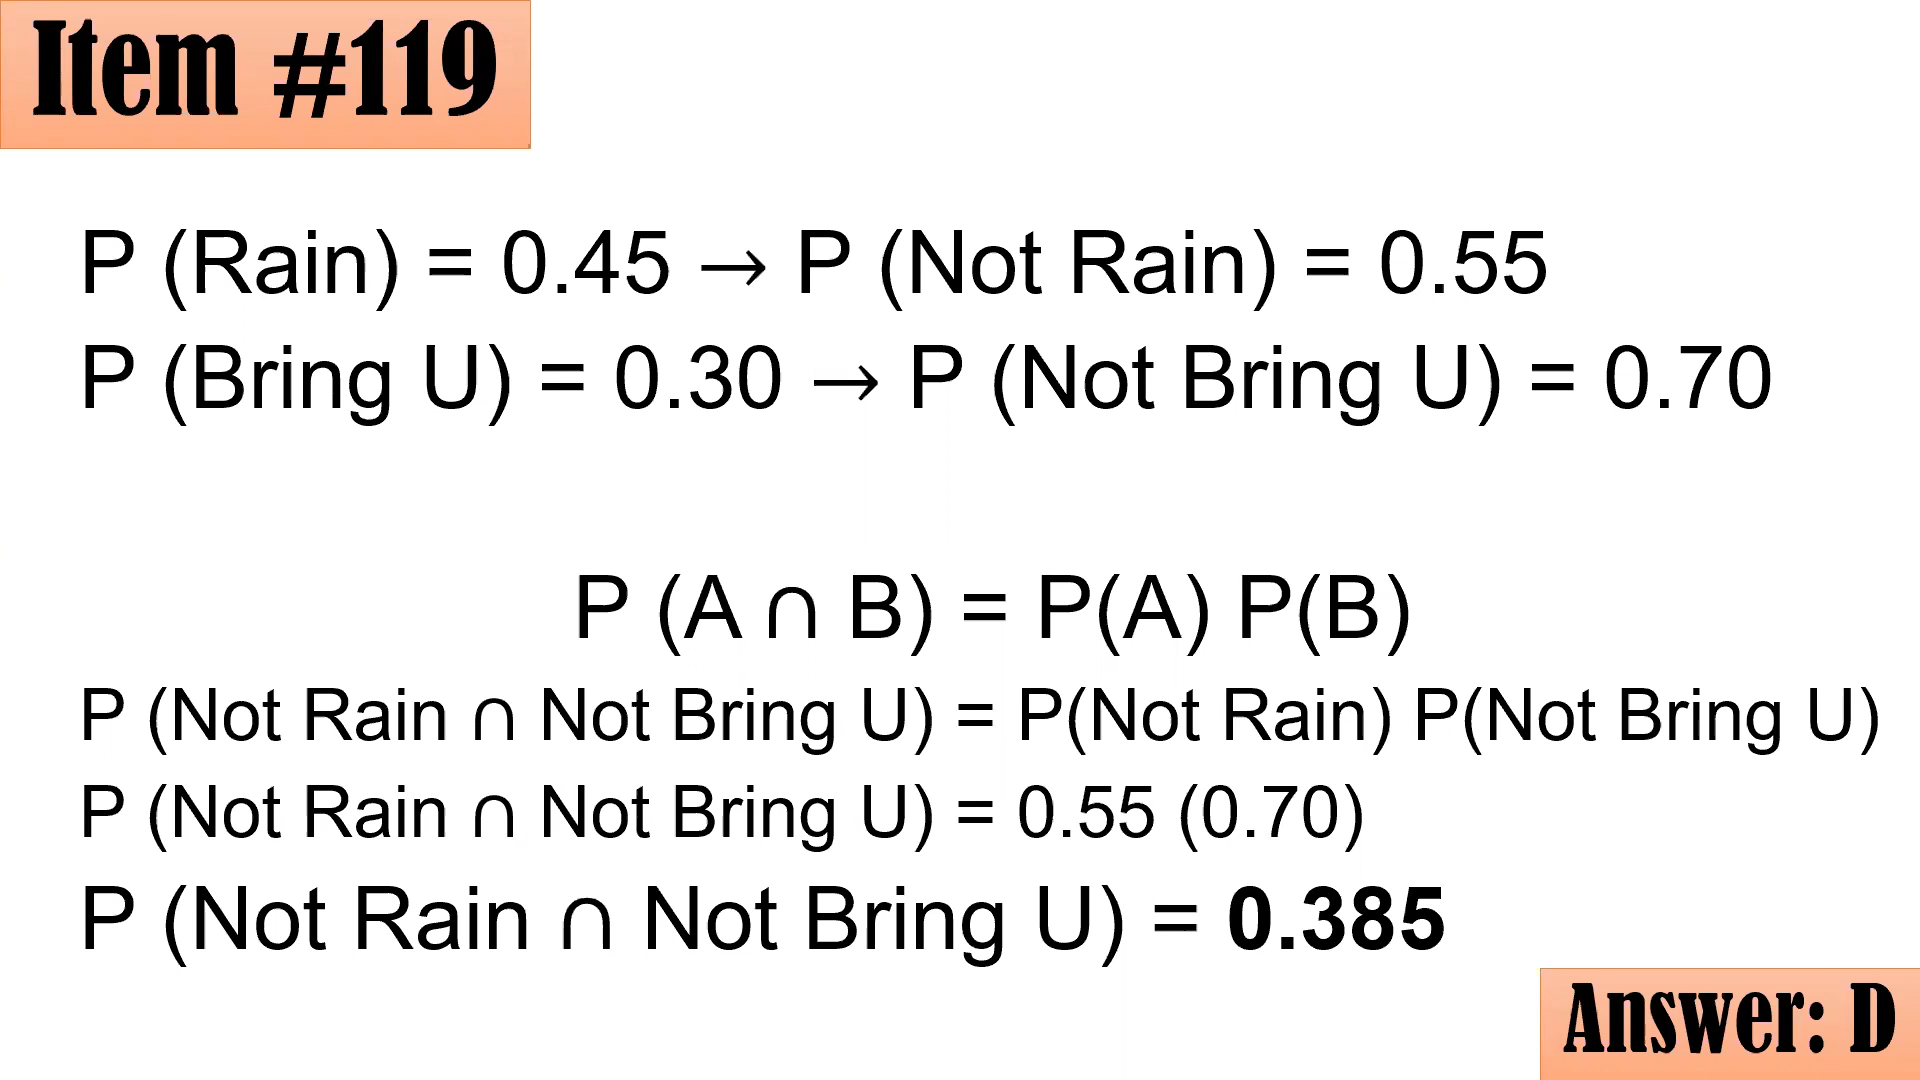 Item #119
P (Rain) = 0.45 → P (Not Rain) = 0.55
P (Bring U) = 0.30 → P (Not Bring U) = 0.70
P (A ∩ B) = P(A) P(B)
P (Not Rain ∩ Not Bring U) = P(Not Rain) P(Not Bring U)
P (Not Rain ∩ Not Bring U) = 0.55 (0.70)
P (Not Rain ∩ Not Bring U) = 0.385
Answer: D